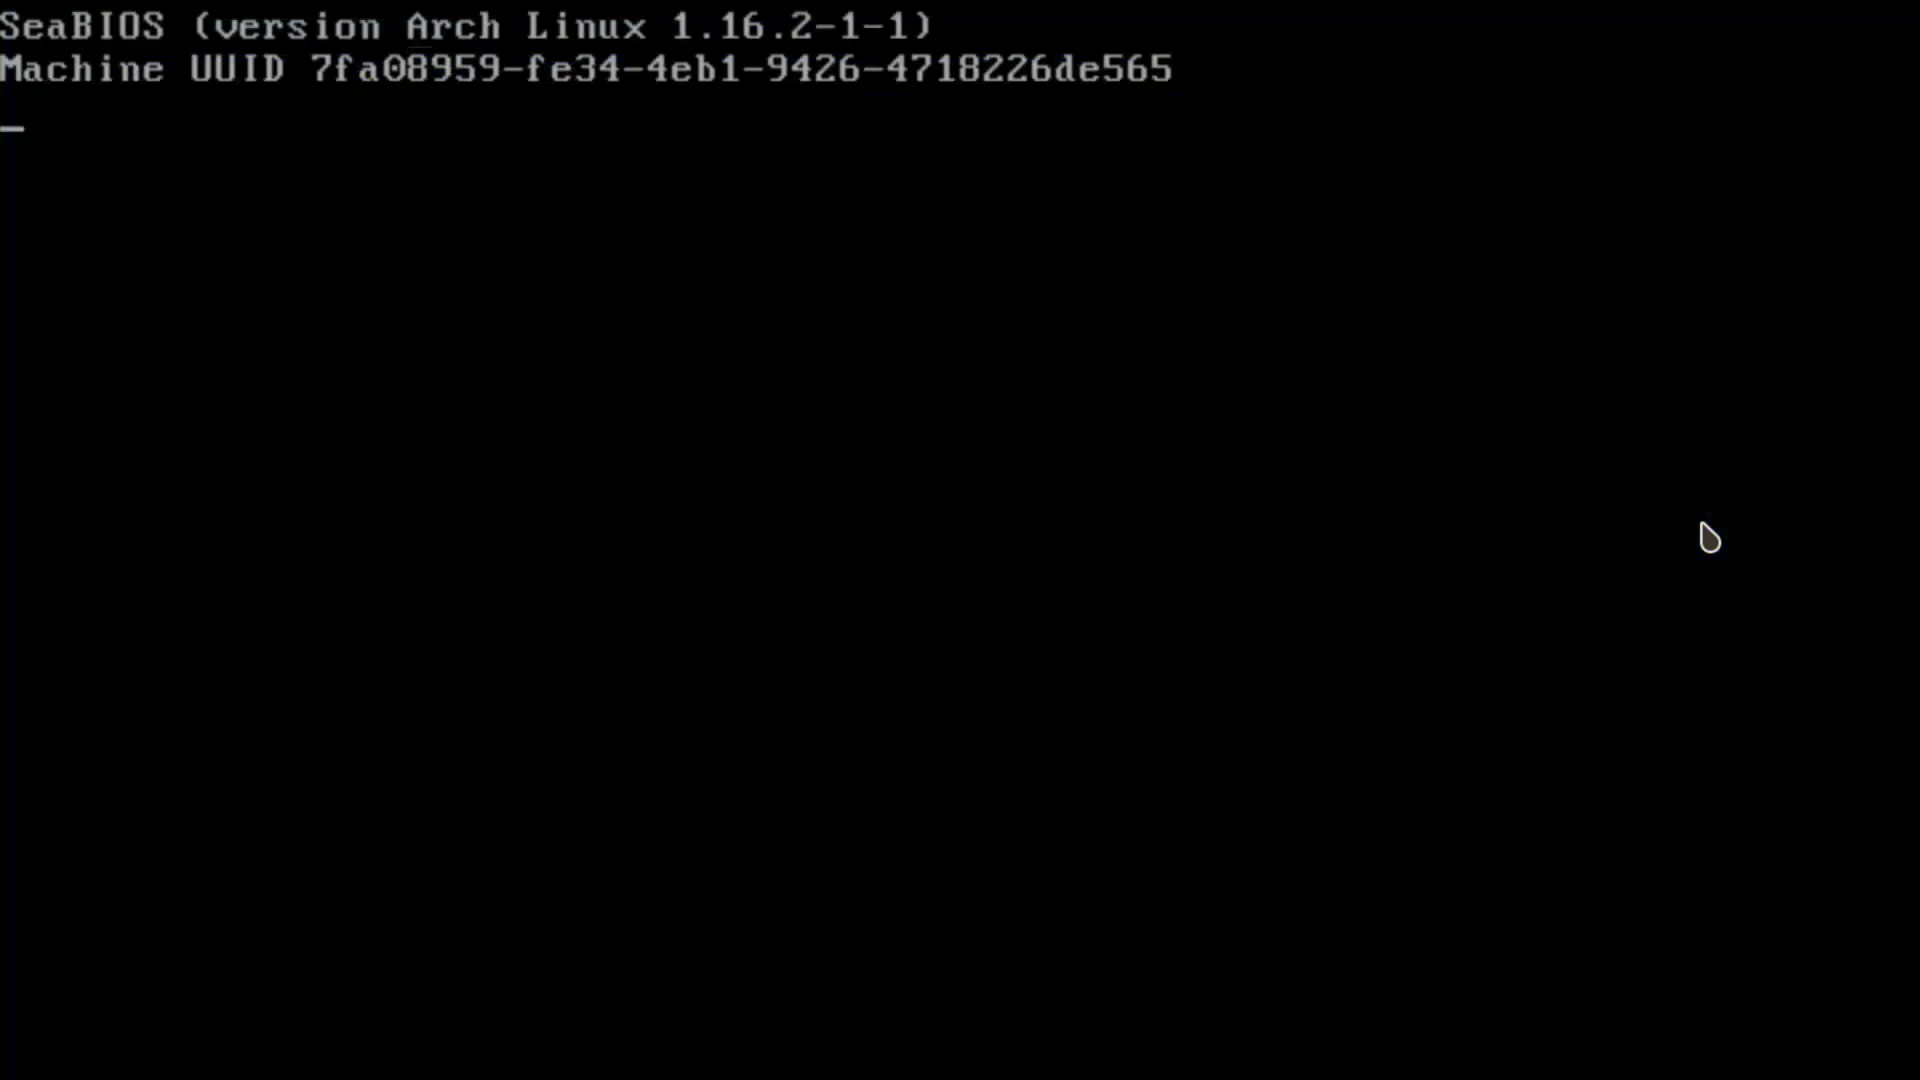 SeaBIOS (version Arch Linux 1.16.2-1-1)
Machine UUID 7fa08959-fe34-4eb1-9426-4718226de565